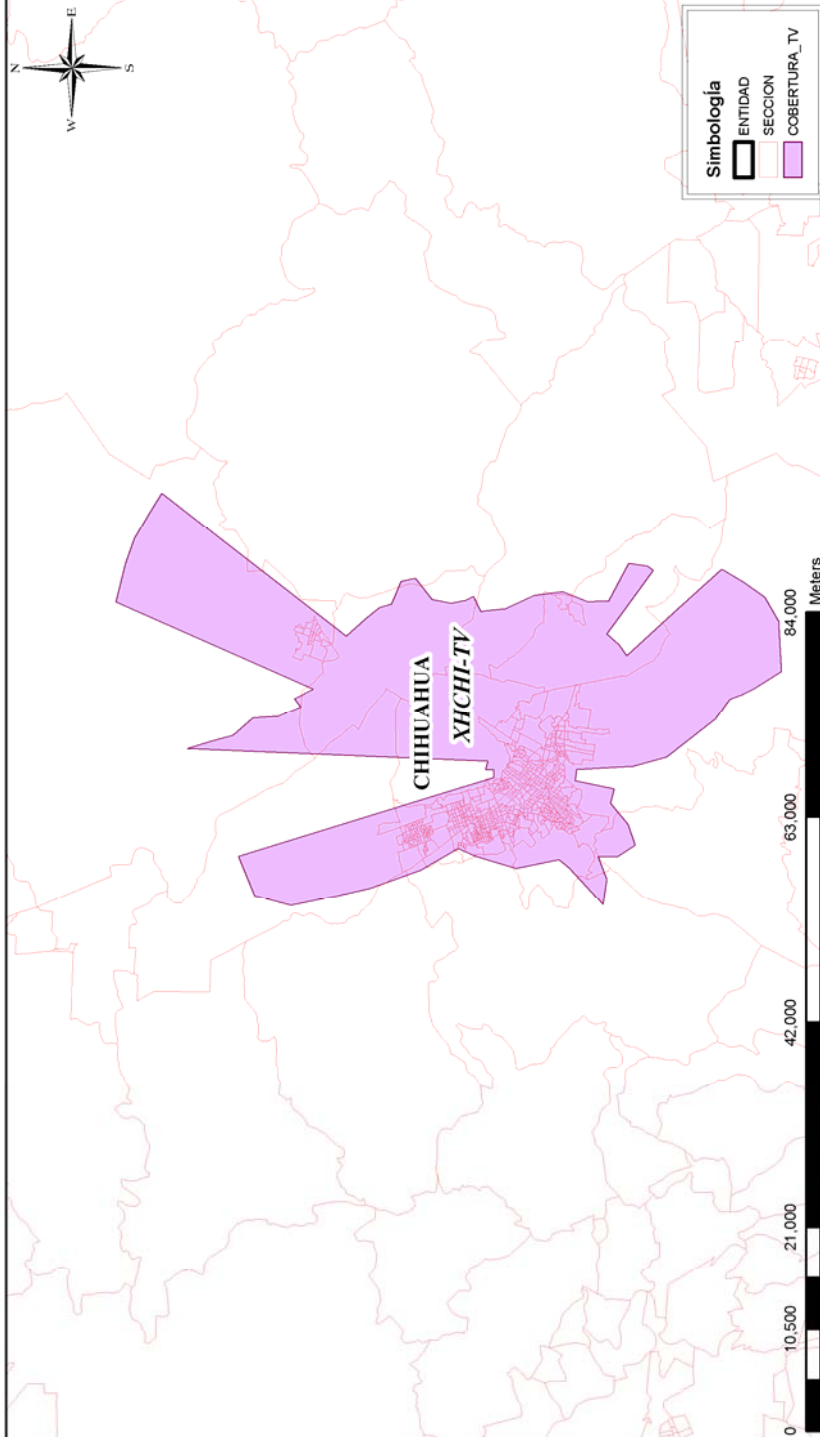 N
W
E
S
CHIHUAHUA
XHCHI-TV
Simbología
ENTIDAD
SECCION
COBERTURA_TV
0 10,500 21,000 42,000 63,000 84,000
Meters